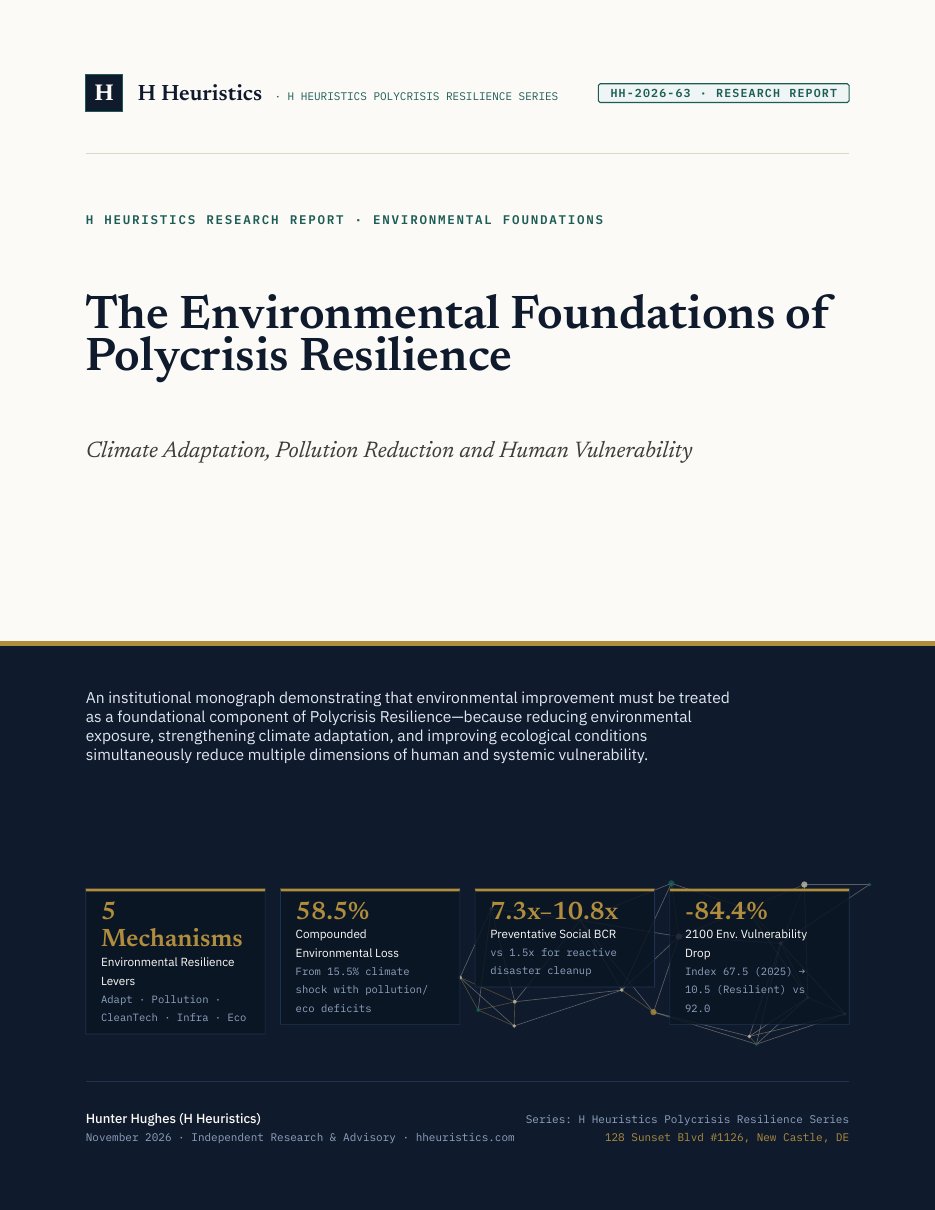 H
H Heuristics
· H HEURISTICS POLYCRISIS RESILIENCE SERIES
HH-2026-63 · RESEARCH REPORT
H HEURISTICS RESEARCH REPORT · ENVIRONMENTAL FOUNDATIONS
The Environmental Foundations of
Polycrisis Resilience
Climate Adaptation, Pollution Reduction and Human Vulnerability
An institutional monograph demonstrating that environmental improvement must be treated
as a foundational component of Polycrisis Resilience—because reducing environmental
exposure, strengthening climate adaptation, and improving ecological conditions
simultaneously reduce multiple dimensions of human and systemic vulnerability.
5
Mechanisms
Environmental Resilience
Levers
Adapt · Pollution ·
CleanTech · Infra · Eco
58.5%
Compounded
Environmental Loss
From 15.5% climate
shock with pollution/
eco deficits
7.3x–10.8x
Preventative Social BCR
vs 1.5x for reactive
disaster cleanup
-84.4%
2100 Env. Vulnerability
Drop
Index 67.5 (2025) →
10.5 (Resilient) vs
92.0
Hunter Hughes (H Heuristics)
November 2026 · Independent Research & Advisory · hheuristics.com
Series: H Heuristics Polycrisis Resilience Series
128 Sunset Blvd #1126, New Castle, DE